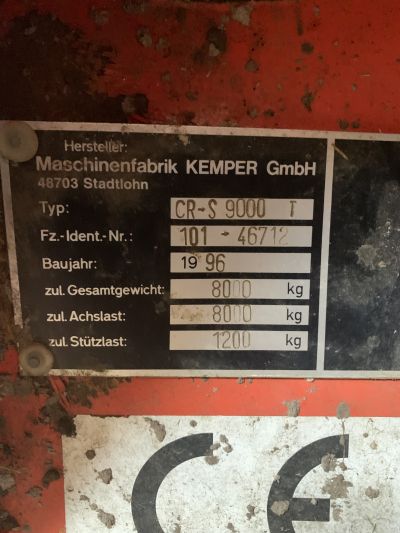 Hersteller:
Maschinenfabrik KEMPER GmbH
48703 Stadtlohn
Typ: CR-S 9000 T
Fz.-Ident.-Nr.: 101 - 46712
Baujahr: 19 96
zul. Gesamtgewicht: 8000 kg
zul. Achslast: 8000 kg
zul. Stützlast: 1200 kg
CE